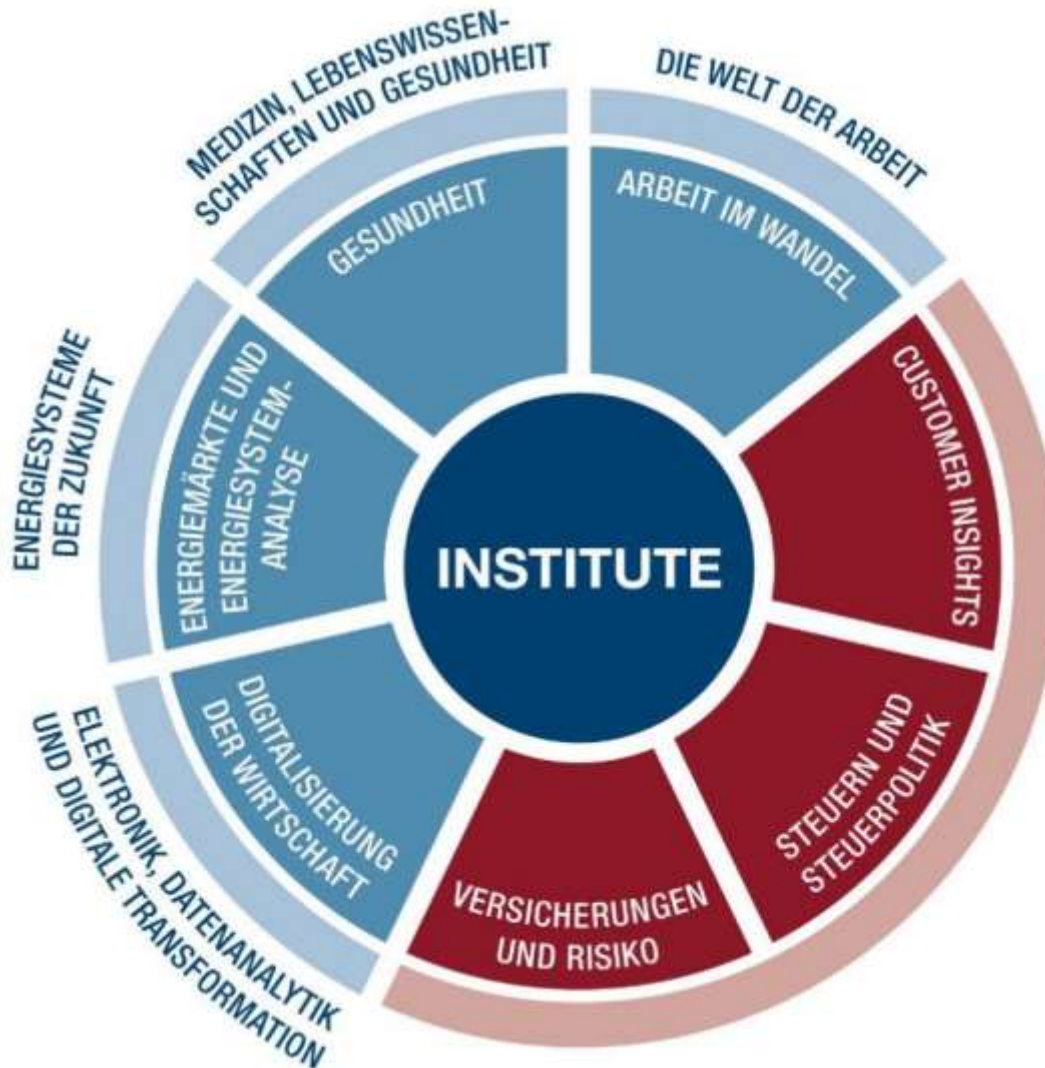 MEDIZIN, LEBENSWISSEN-
SCHAFTEN UND GESUNDHEIT
DIE WELT DER ARBEIT
GESUNDHEIT
ARBEIT IM WANDEL
ENERGIESYSTEME
DER ZUKUNFT
ENERGIEMÄRKTE UND
ENERGIESYSTEM-
ANALYSE
CUSTOMER INSIGHTS
INSTITUTE
ELEKTRONIK, DATENANALYTIK
UND DIGITALE TRANSFORMATION
DIGITALISIERUNG
DER WIRTSCHAFT
STEUERN UND
STEUERPOLITIK
VERSICHERUNGEN
UND RISIKO